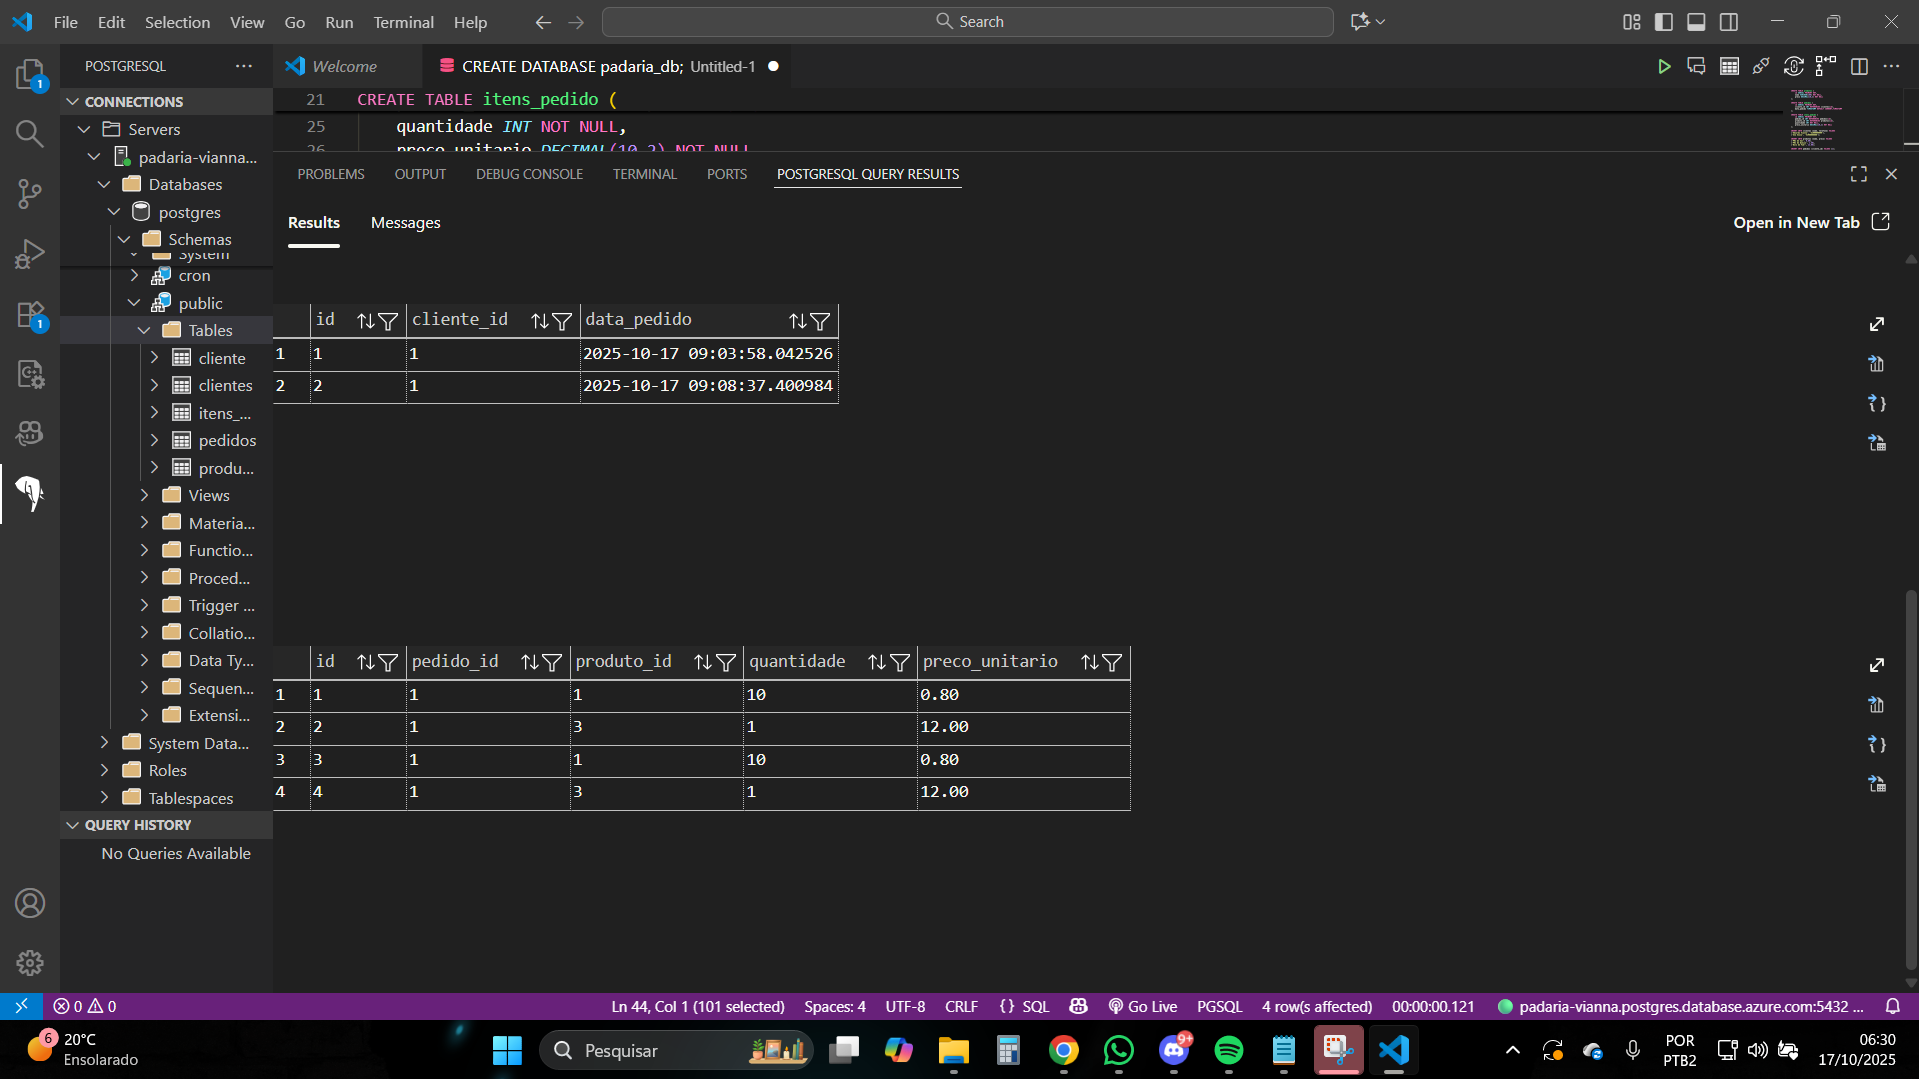 File Edit Selection View Go Run Terminal Help
Search
POSTGRESQL
CONNECTIONS
Servers
padaria-vianna...
Databases
postgres
Schemas
System
cron
public
Tables
cliente
clientes
itens_...
pedidos
produ...
Views
Materia...
Functio...
Proced...
Trigger ...
Collatio...
Data Ty...
Sequen...
Extensi...
System Data...
Roles
Tablespaces
QUERY HISTORY
No Queries Available
1
1
Welcome
CREATE DATABASE padaria_db; Untitled-1
21 CREATE TABLE itens_pedido (
25 quantidade INT NOT NULL,
26 preco_unitario DECIMAL(10,2) NOT NULL
PROBLEMS OUTPUT DEBUG CONSOLE TERMINAL PORTS POSTGRESQL QUERY RESULTS
Results Messages
Open in New Tab
id cliente_id data_pedido
1 1 1 2025-10-17 09:03:58.042526
2 2 1 2025-10-17 09:08:37.400984
id pedido_id produto_id quantidade preco_unitario
1 1 1 1 10 0.80
2 2 1 3 1 12.00
3 3 1 1 10 0.80
4 4 1 3 1 12.00
0 0 Ln 44, Col 1 (101 selected) Spaces: 4 UTF-8 CRLF {} SQL Go Live PGSQL 4 row(s) affected) 00:00:00.121 padaria-vianna.postgres.database.azure.com:5432 ...
6
20°C
Ensolarado
Pesquisar
9+
POR
PTB2
06:30
17/10/2025